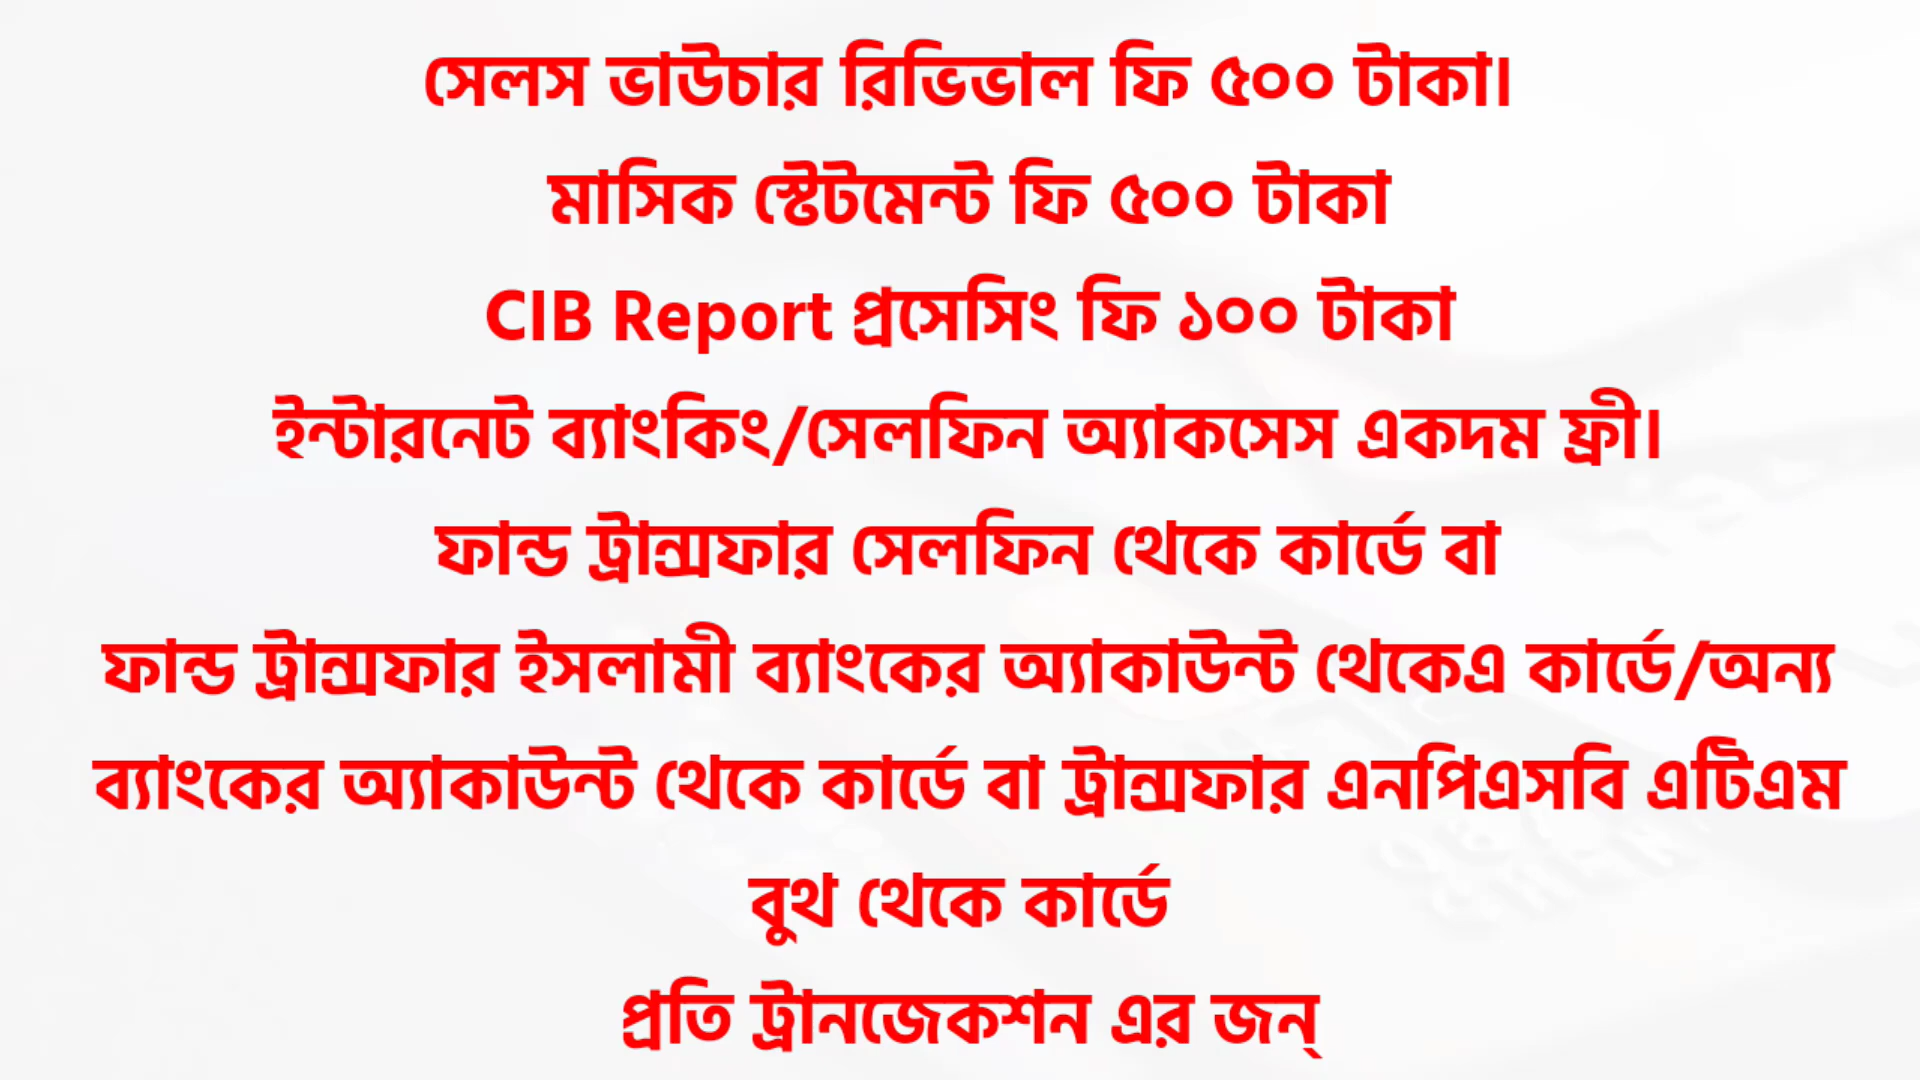 সেলস ভাউচার রিভিভাল ফি ৫০০ টাকা।
মাসিক স্টেটমেন্ট ফি ৫০০ টাকা
CIB Report প্রসেসিং ফি ১০০ টাকা
ইন্টারনেট ব্যাংকিং/সেলফিন অ্যাকসেস একদম ফ্রী।
ফান্ড ট্রান্সফার সেলফিন থেকে কার্ডে বা
ফান্ড ট্রান্সফার ইসলামী ব্যাংকের অ্যাকাউন্ট থেকেএ কার্ডে/অন্য
ব্যাংকের অ্যাকাউন্ট থেকে কার্ডে বা ট্রান্সফার এনপিএসবি এটিএম
বুথ থেকে কার্ডে
প্রতি ট্রানজেকশন এর জন্